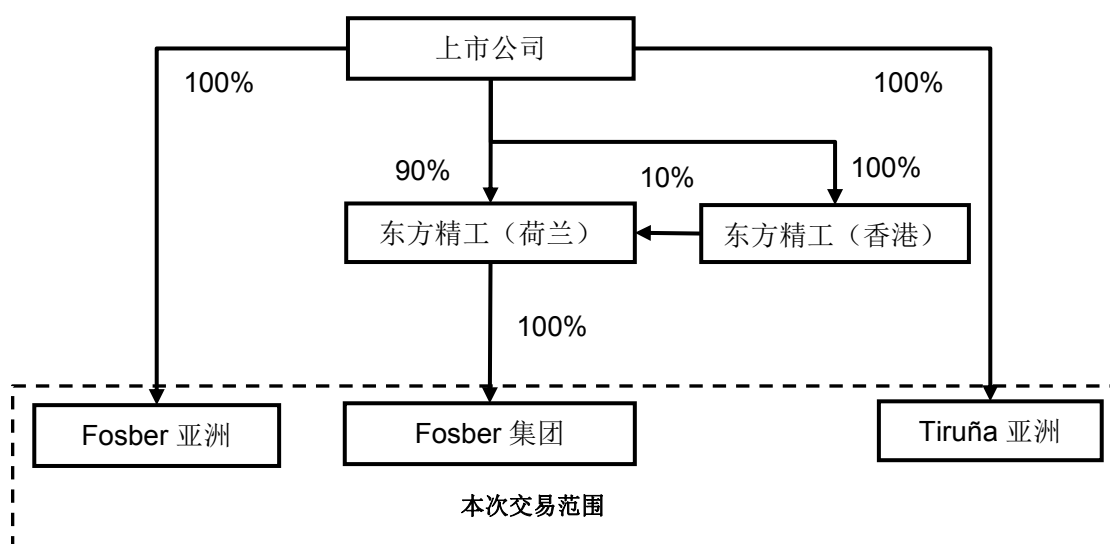 上市公司
100%
100%
90%
10%
100%
东方精工（荷兰）
东方精工（香港）
100%
Fosber 亚洲
Fosber 集团
Tiruña 亚洲
本次交易范围